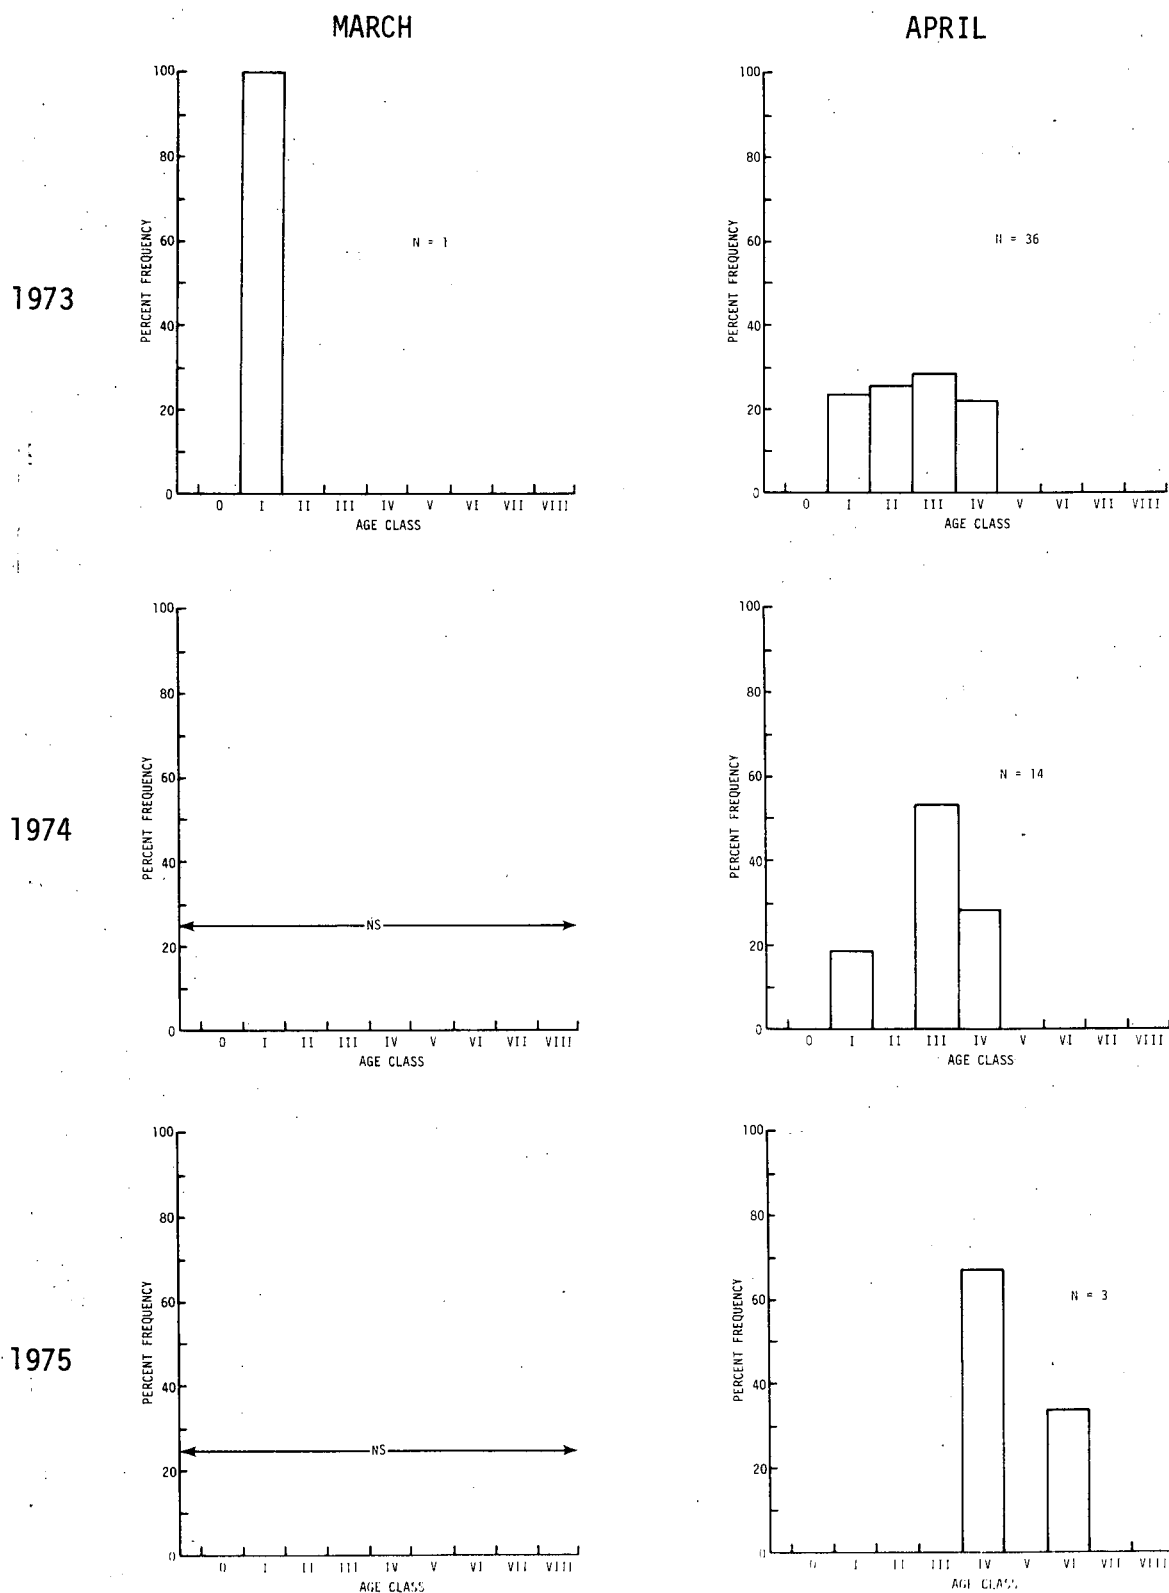 MARCH
APRIL
1973
PERCENT FREQUENCY
100
80
60
40
20
0
N = 1
0 I II III IV V VI VII VIII
AGE CLASS
PERCENT FREQUENCY
100
80
60
40
20
0
N = 36
0 I II III IV V VI VII VIII
AGE CLASS
1974
PERCENT FREQUENCY
100
80
60
40
20
0
NS
0 I II III IV V VI VII VIII
AGE CLASS
PERCENT FREQUENCY
100
80
60
40
20
0
N = 14
0 I II III IV V VI VII VIII
AGE CLASS
1975
PERCENT FREQUENCY
100
80
60
40
20
0
NS
0 I II III IV V VI VII VIII
AGE CLASS
PERCENT FREQUENCY
100
80
60
40
20
0
N = 3
0 I II III IV V VI VII VIII
AGE CLASS